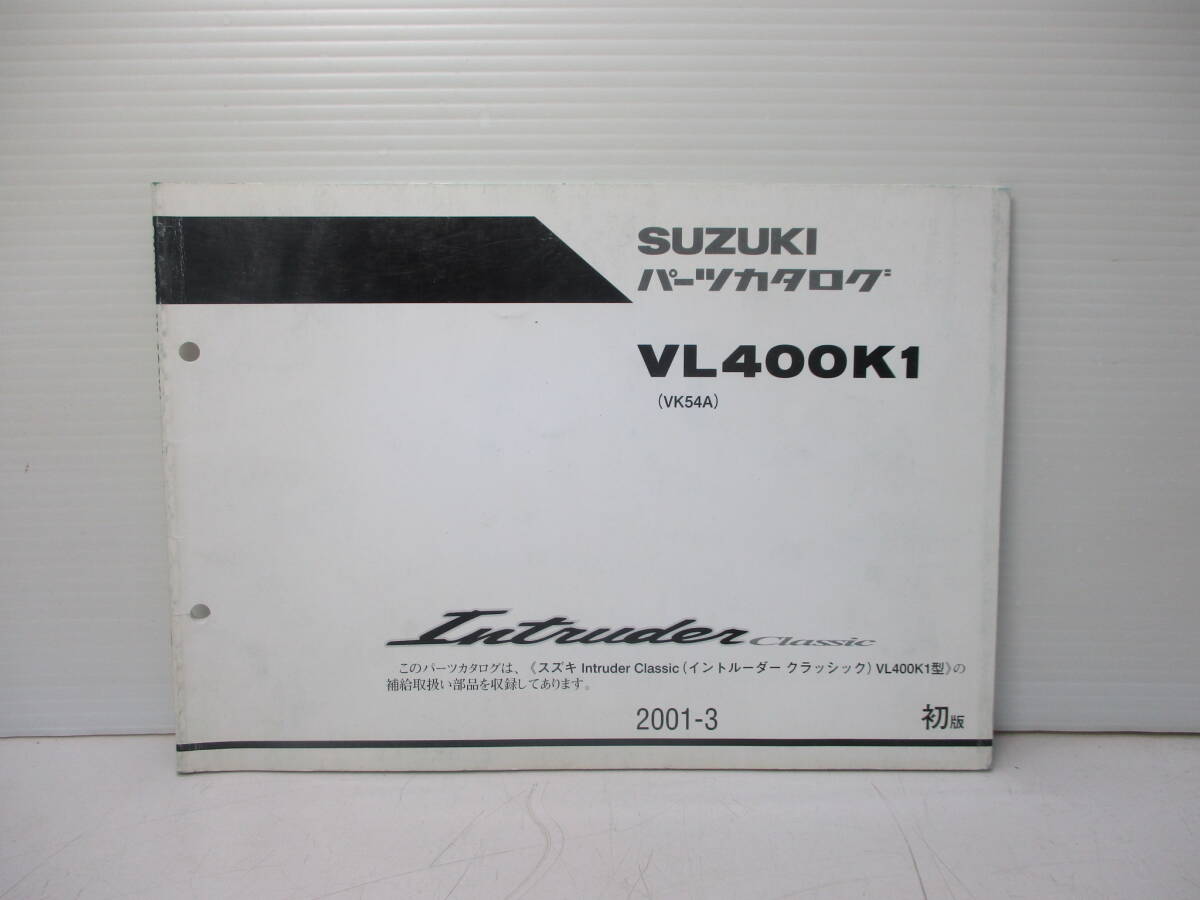 SUZUKI
パーツカタログ
VL400K1
(VK54A)
Intruder Classic
このパーツカタログは、《スズキ Intruder Classic(イントルーダー クラッシック) VL400K1型》の
補給取扱い部品を収録してあります。
2001-3 初版